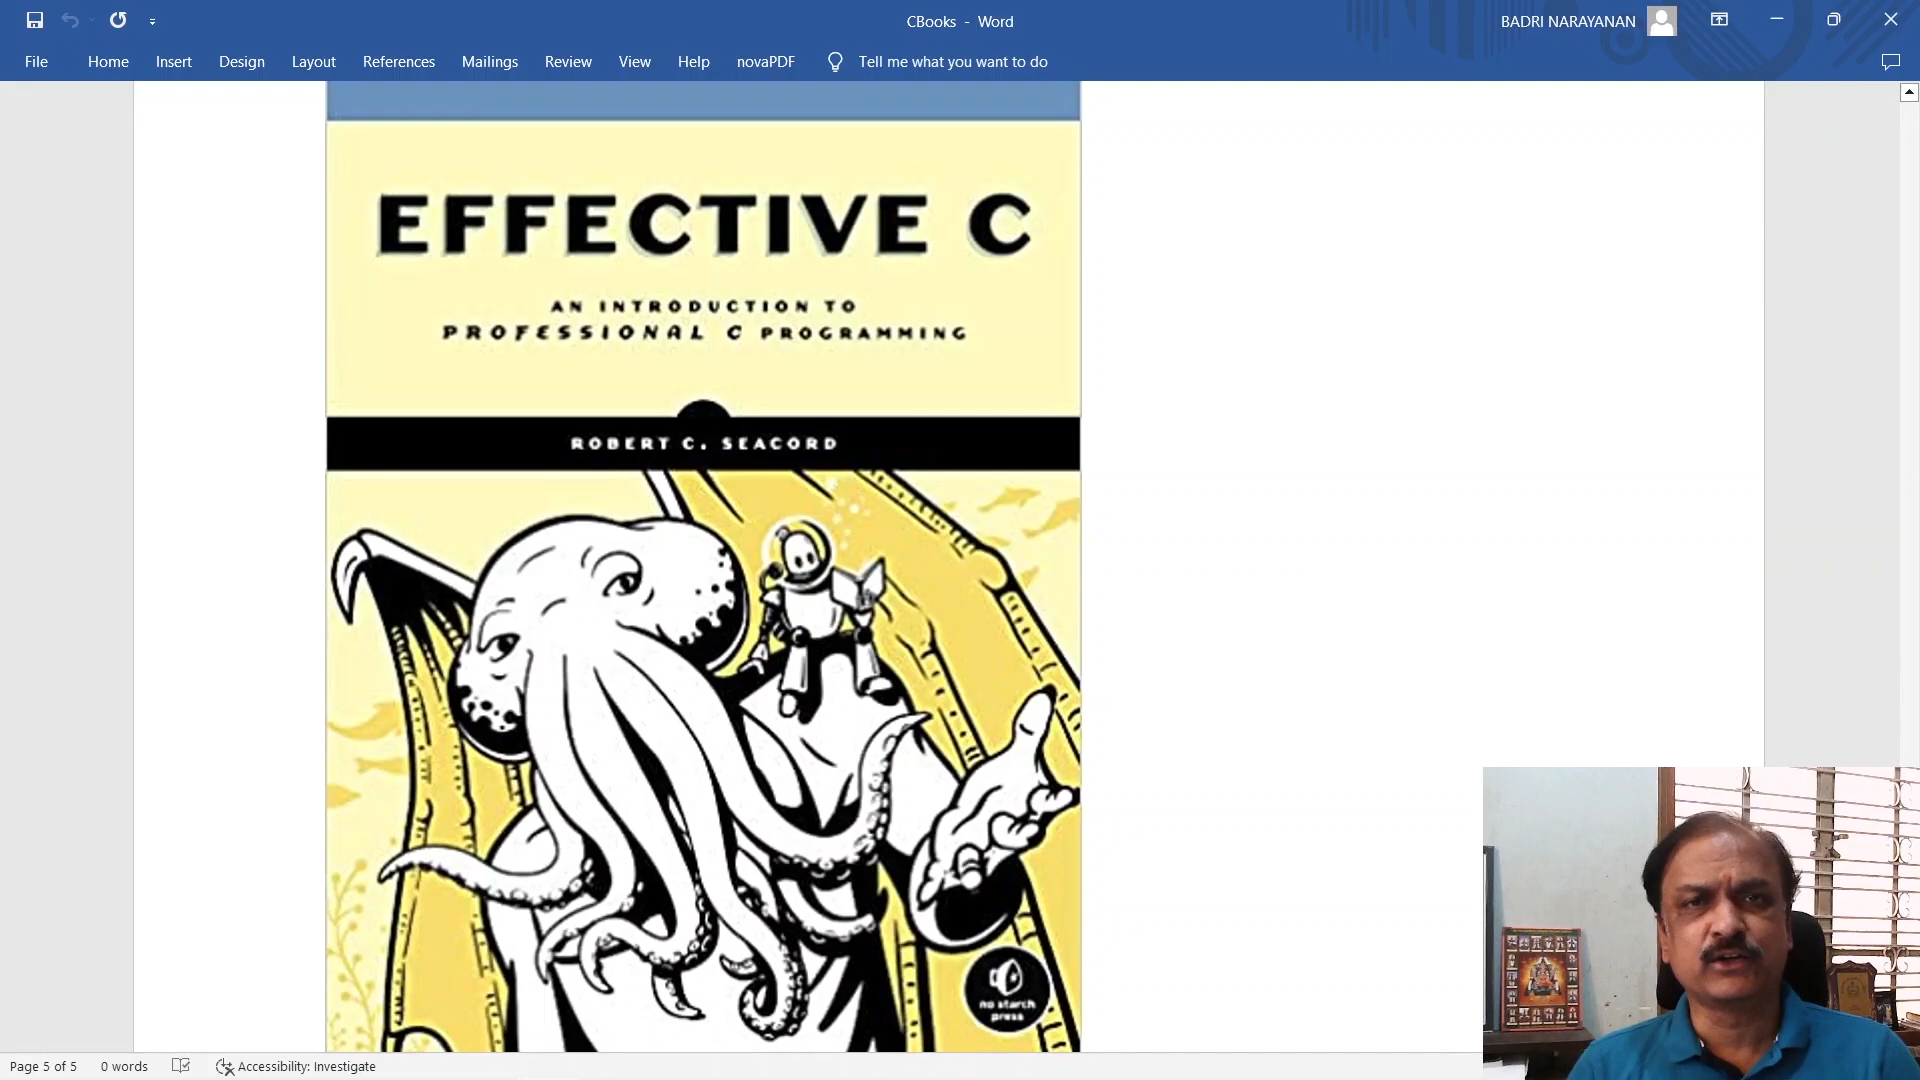 CBooks - Word
BADRI NARAYANAN
File
Home
Insert
Design
Layout
References
Mailings
Review
View
Help
novaPDF
Tell me what you want to do
EFFECTIVE C
AN INTRODUCTION TO
PROFESSIONAL C PROGRAMMING
ROBERT C. SEACORD
no starch
press
Page 5 of 5
0 words
Accessibility: Investigate